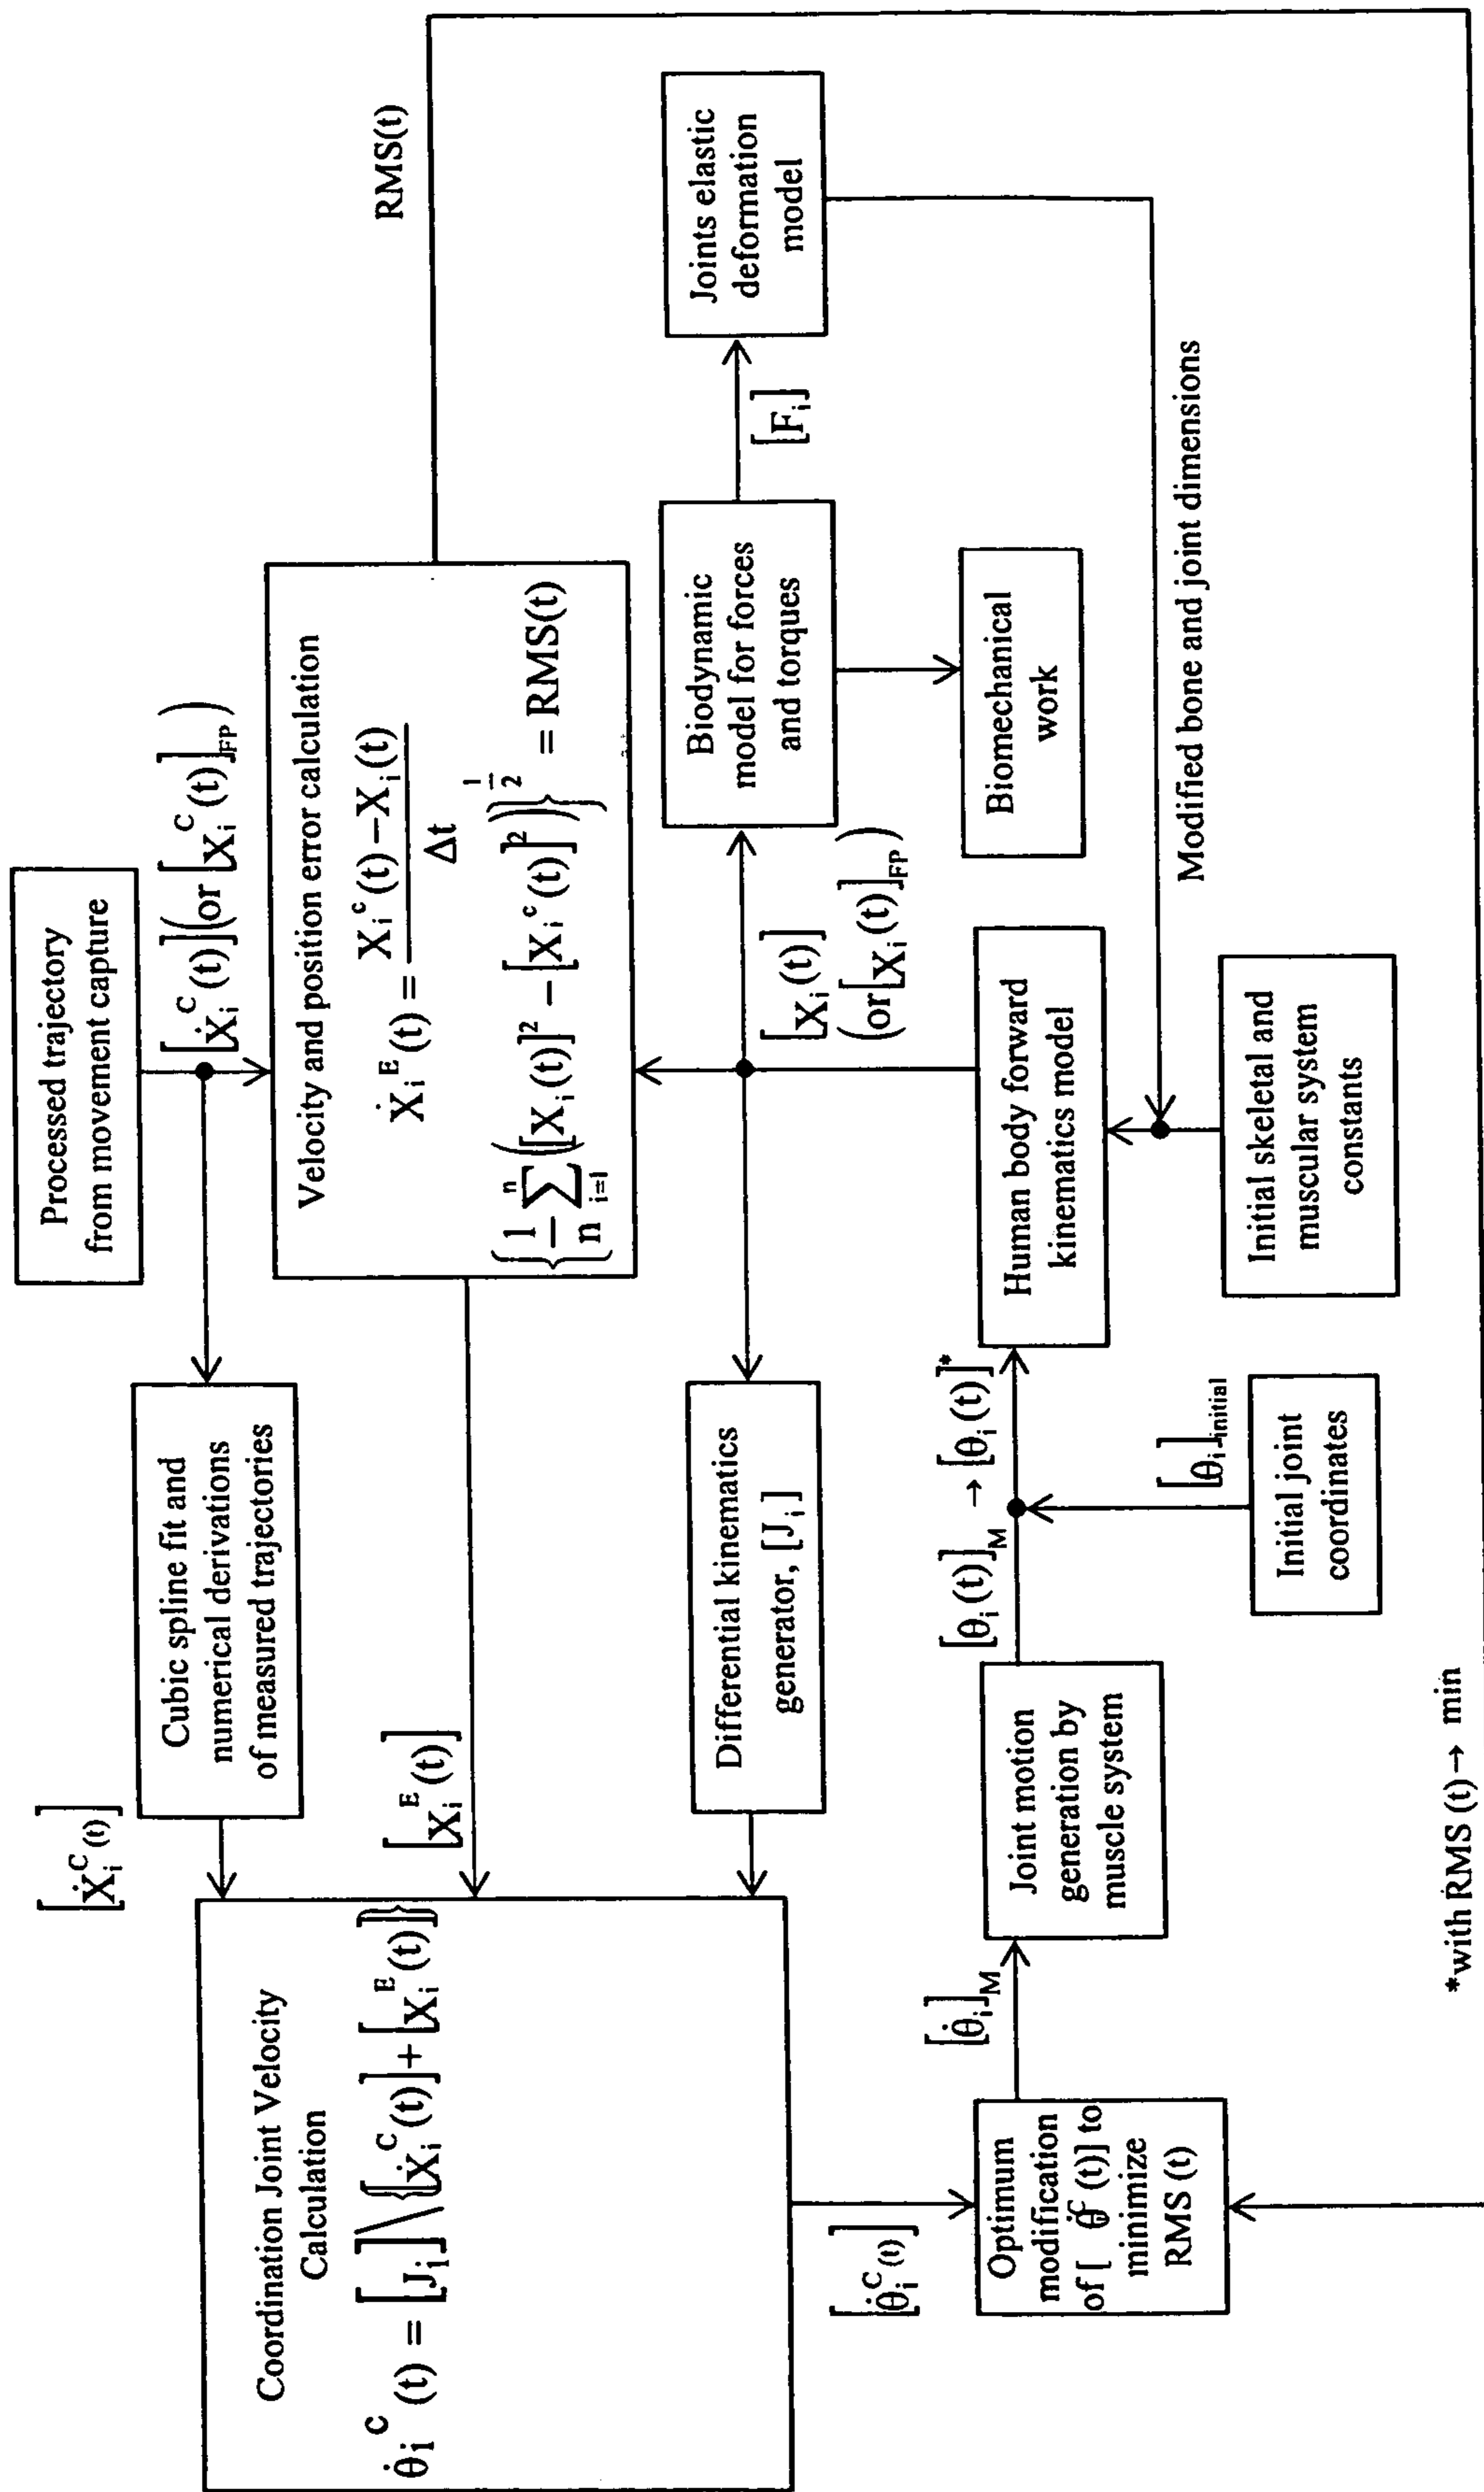 Processed trajectory
from movement capture
[Ẋᵢᶜ(t)](or [Xᵢᶜ(t)]FP)
RMS(t)
[Ẋᵢᶜ(t)]
Cubic spline fit and
numerical derivations
of measured trajectories
Velocity and position error calculation
Ẋᵢᴱ(t) = (Xᵢᶜ(t) − Xᵢ(t)) / Δt
{1/n Σᵢ₌₁ⁿ ([Xᵢ(t)]² − [Xᵢᶜ(t)]²)}^(1/2) = RMS(t)
Coordination Joint Velocity
Calculation
θ̇ᵢᶜ(t) = [Jᵢ]\{[Ẋᵢᶜ(t)]+[Ẋᵢᴱ(t)]}
[Ẋᵢᴱ(t)]
Differential kinematics
generator, [Jᵢ]
[Xᵢ(t)]
(or[Xᵢ(t)]FP)
Biodynamic
model for forces
and torques
[Fᵢ]
Joints elastic
deformation
model
Biomechanical
work
[θ̇ᵢᶜ(t)]
Optimum
modification
of [ θ̇ᶜ (t)] to
minimize
RMS (t)
[θ̇ᵢ]M
Joint motion
generation by
muscle system
[θᵢ(t)]M → [θᵢ(t)]*
Human body forward
kinematics model
[θᵢ]initial
Initial joint
coordinates
Initial skeletal and
muscular system
constants
Modified bone and joint dimensions
*with RMS (t) → min